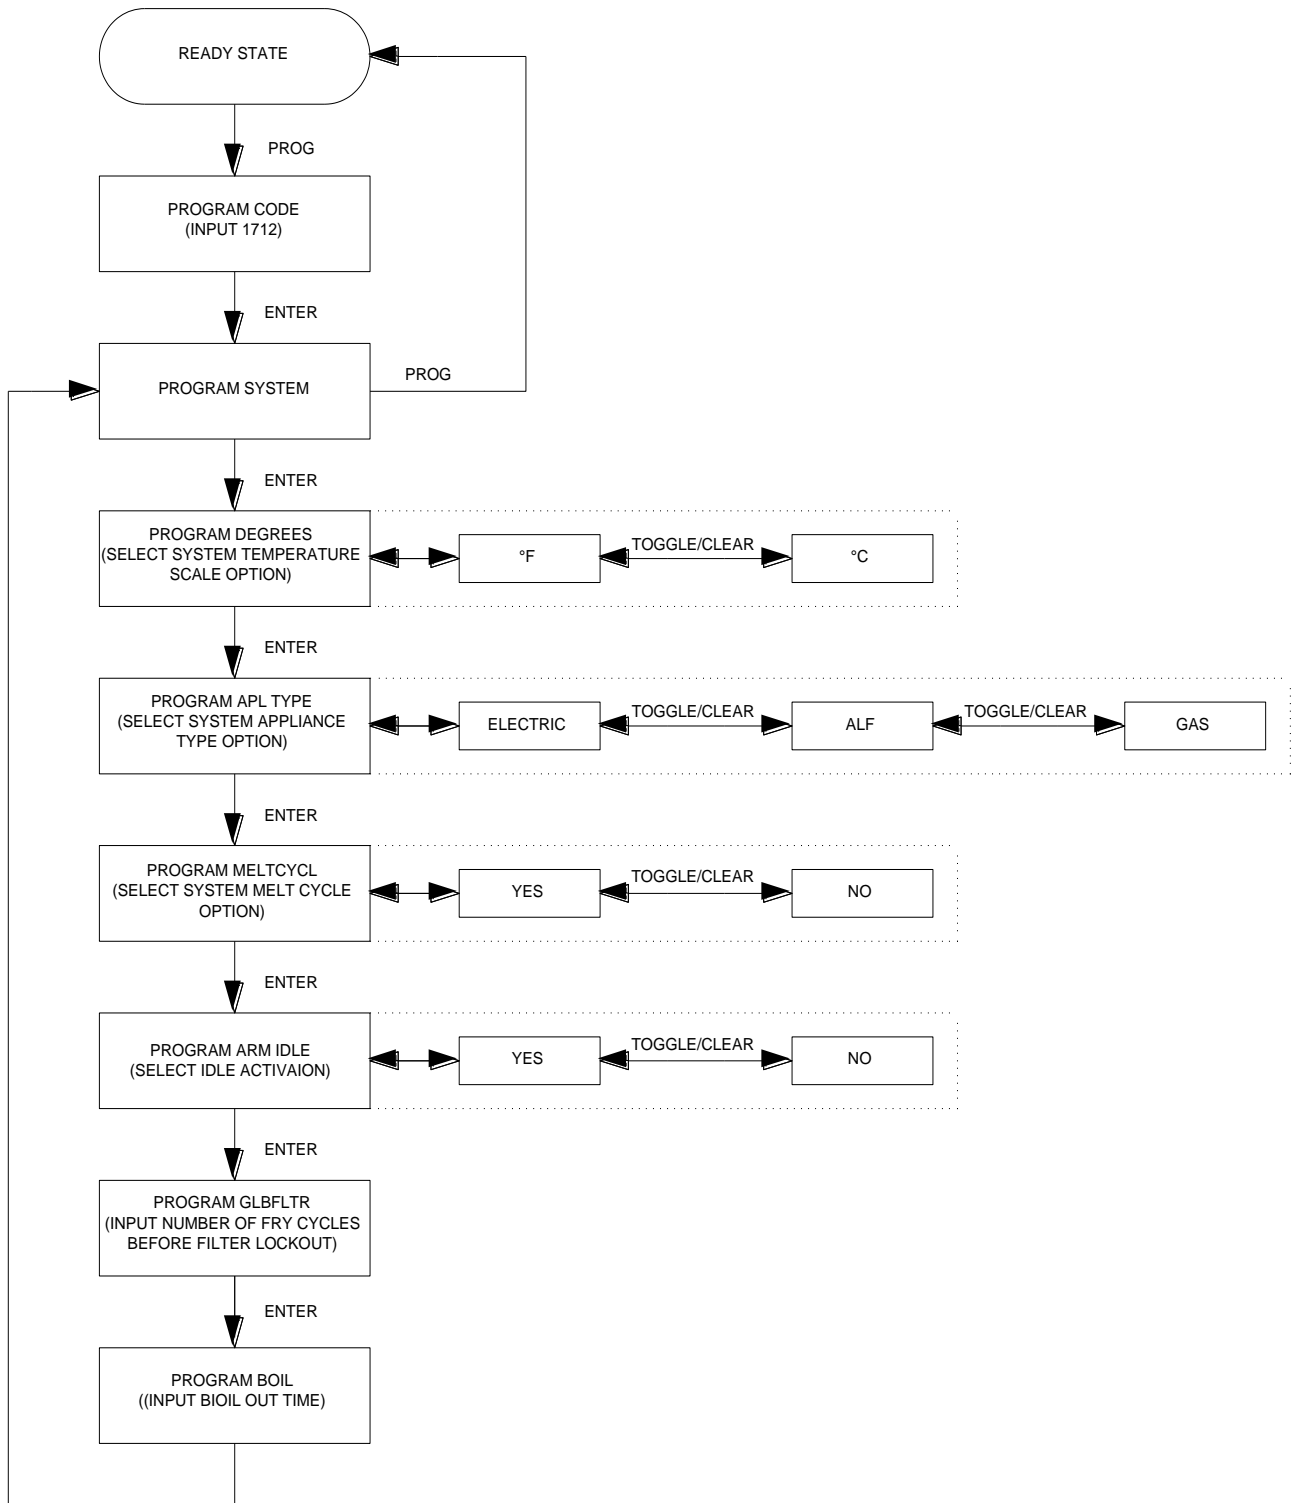 READY STATE
PROG
PROGRAM CODE
(INPUT 1712)
ENTER
PROGRAM SYSTEM
PROG
ENTER
PROGRAM DEGREES
(SELECT SYSTEM TEMPERATURE
SCALE OPTION)
°F
TOGGLE/CLEAR
°C
ENTER
PROGRAM APL TYPE
(SELECT SYSTEM APPLIANCE
TYPE OPTION)
ELECTRIC
TOGGLE/CLEAR
ALF
TOGGLE/CLEAR
GAS
ENTER
PROGRAM MELTCYCL
(SELECT SYSTEM MELT CYCLE
OPTION)
YES
TOGGLE/CLEAR
NO
ENTER
PROGRAM ARM IDLE
(SELECT IDLE ACTIVAION)
YES
TOGGLE/CLEAR
NO
ENTER
PROGRAM GLBFLTR
(INPUT NUMBER OF FRY CYCLES
BEFORE FILTER LOCKOUT)
ENTER
PROGRAM BOIL
((INPUT BIOIL OUT TIME)